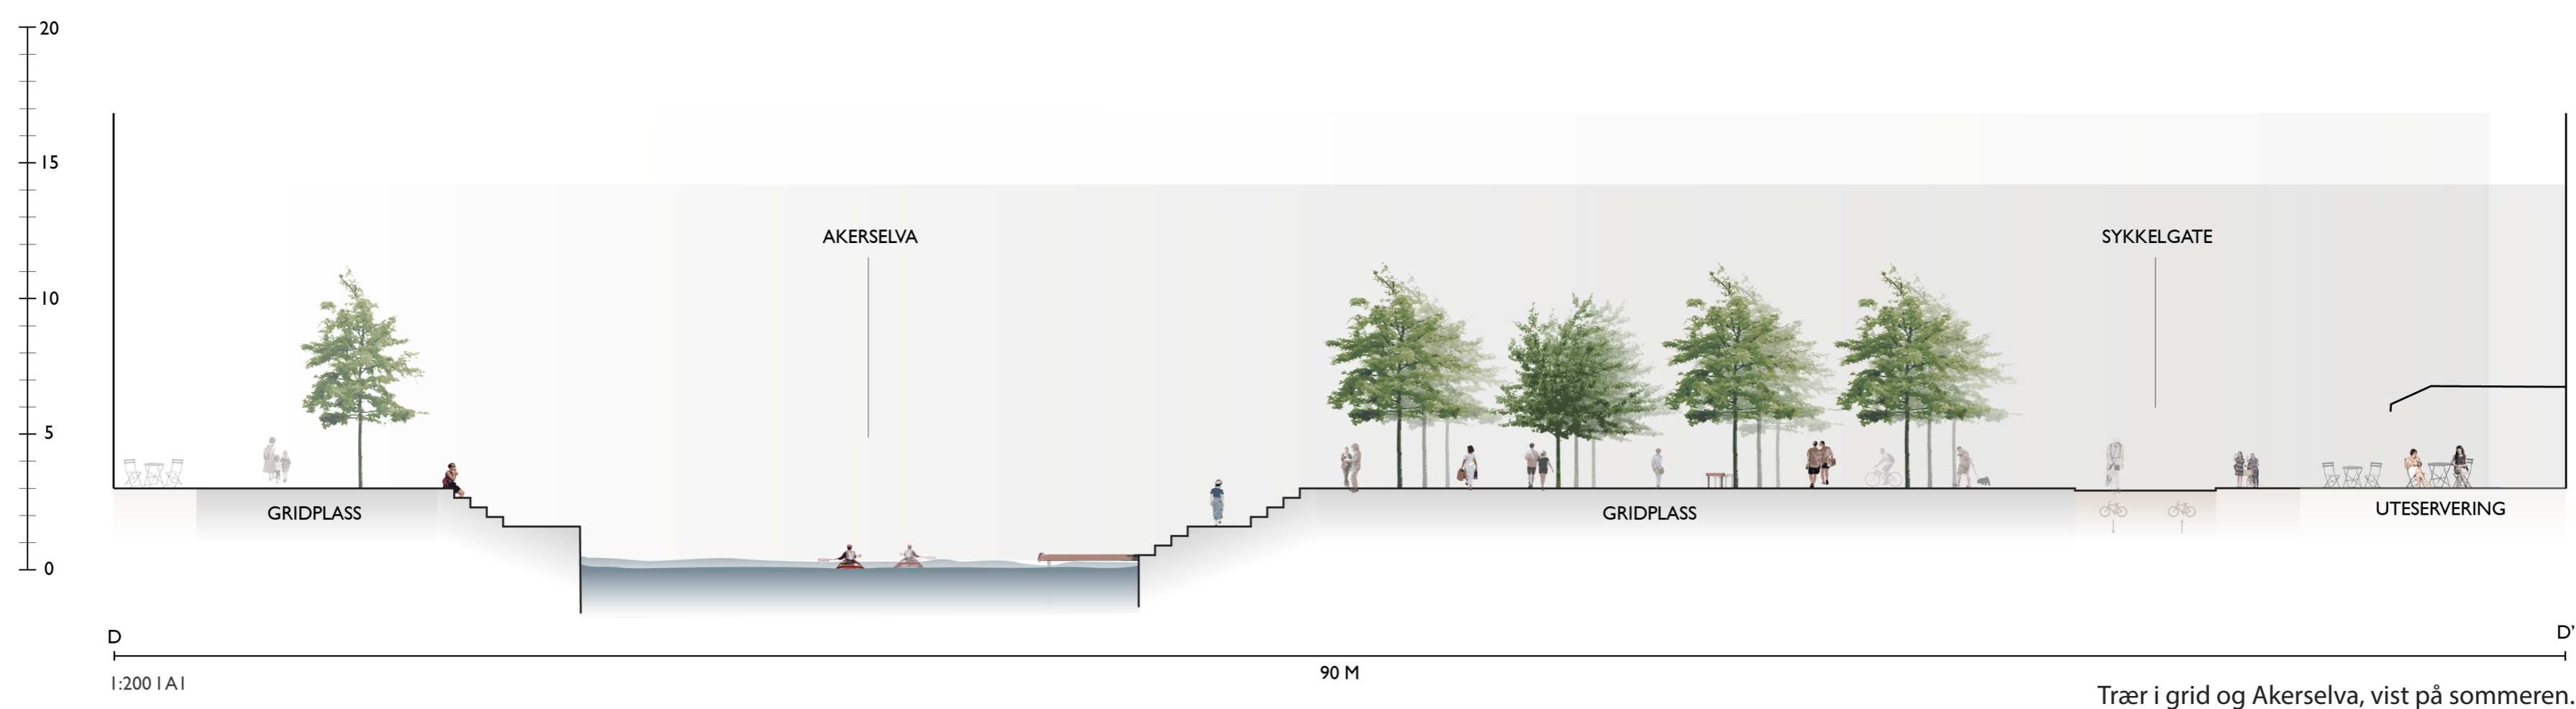 20
15
10
5
0
AKERSELVA
SYKKELGATE
GRIDPLASS
GRIDPLASS
UTESERVERING
D
D'
90 M
1:200 I A1
Trær i grid og Akerselva, vist på sommeren.